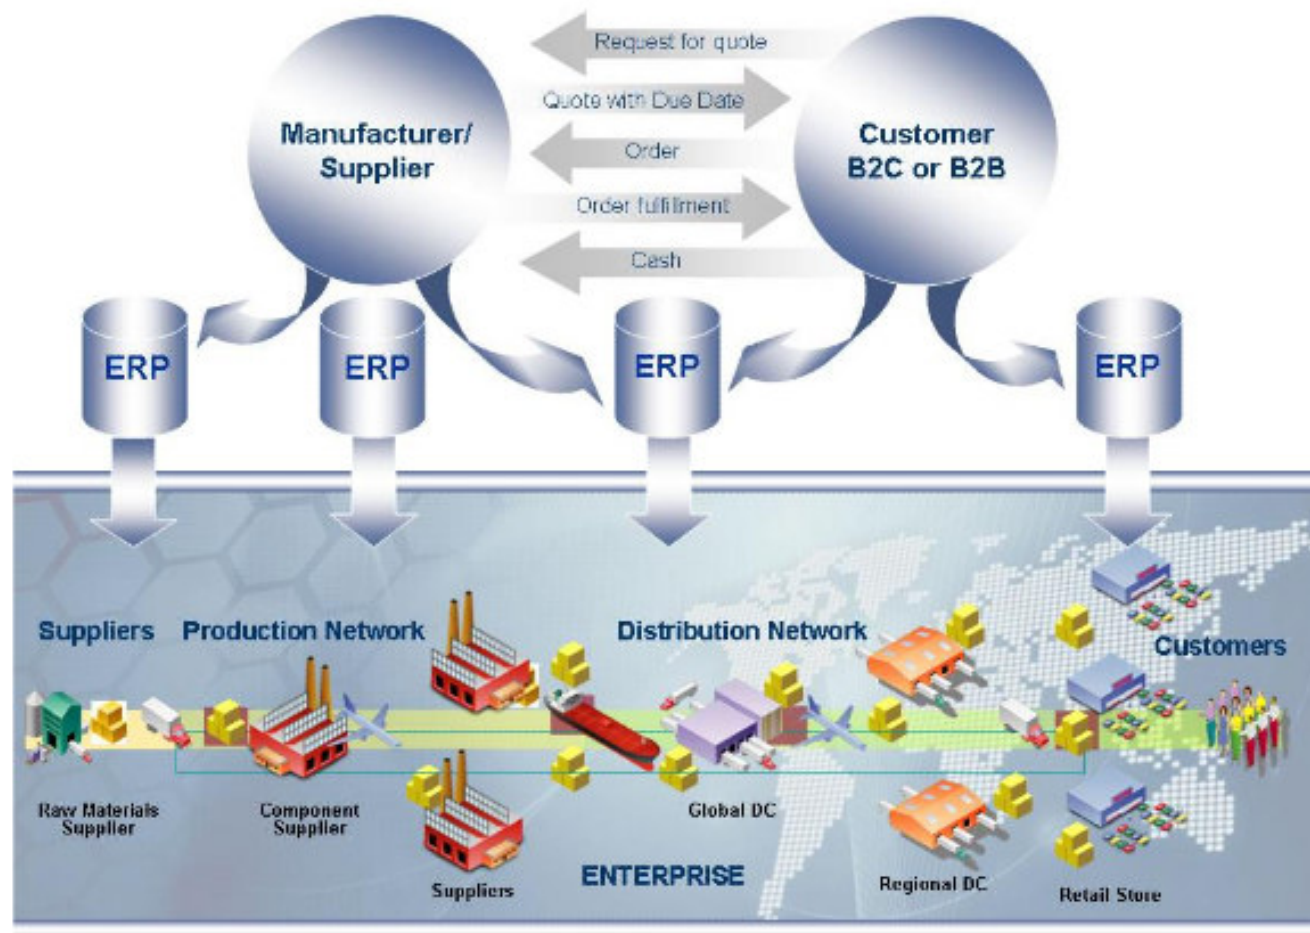 Request for quote
Quote with Due Date
Manufacturer/
Supplier
Customer
B2C or B2B
Order
Order fulfillment
Cash
ERP
ERP
ERP
ERP
Suppliers
Production Network
Distribution Network
Customers
Raw Materials
Supplier
Component
Supplier
Global DC
Suppliers
ENTERPRISE
Regional DC
Retail Store